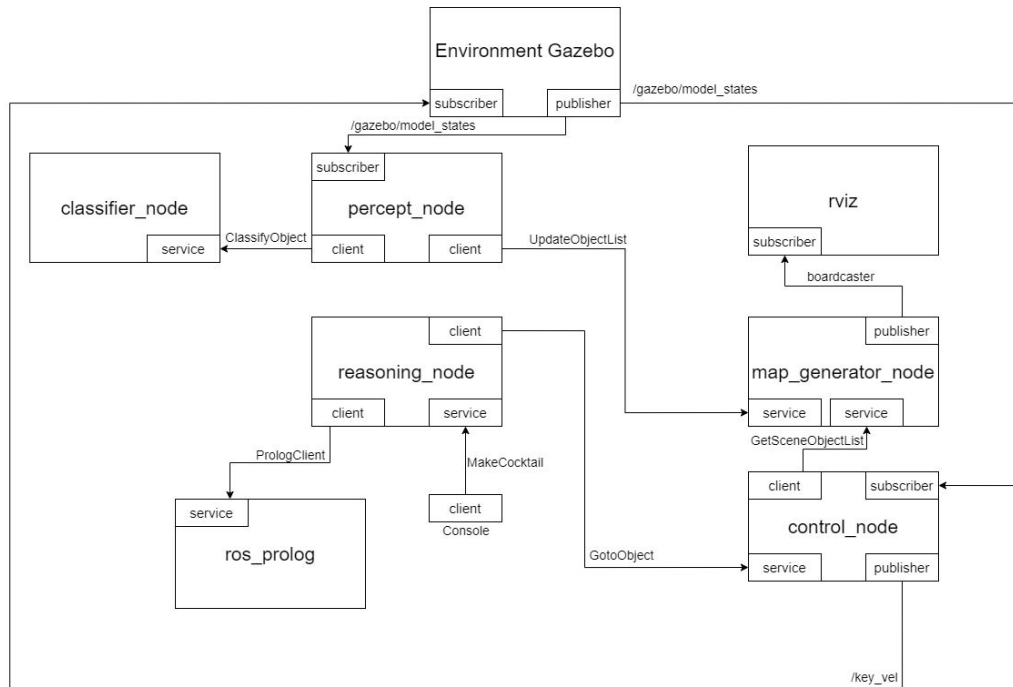 Environment Gazebo
subscriber
publisher
/gazebo/model_states
/gazebo/model_states
subscriber
classifier_node
percept_node
rviz
service
ClassifyObject
client
client
UpdateObjectList
subscriber
boardcaster
client
publisher
reasoning_node
map_generator_node
client
service
service
service
GetSceneObjectList
PrologClient
MakeCocktail
client
subscriber
service
client
Console
control_node
ros_prolog
GotoObject
service
publisher
/key_vel